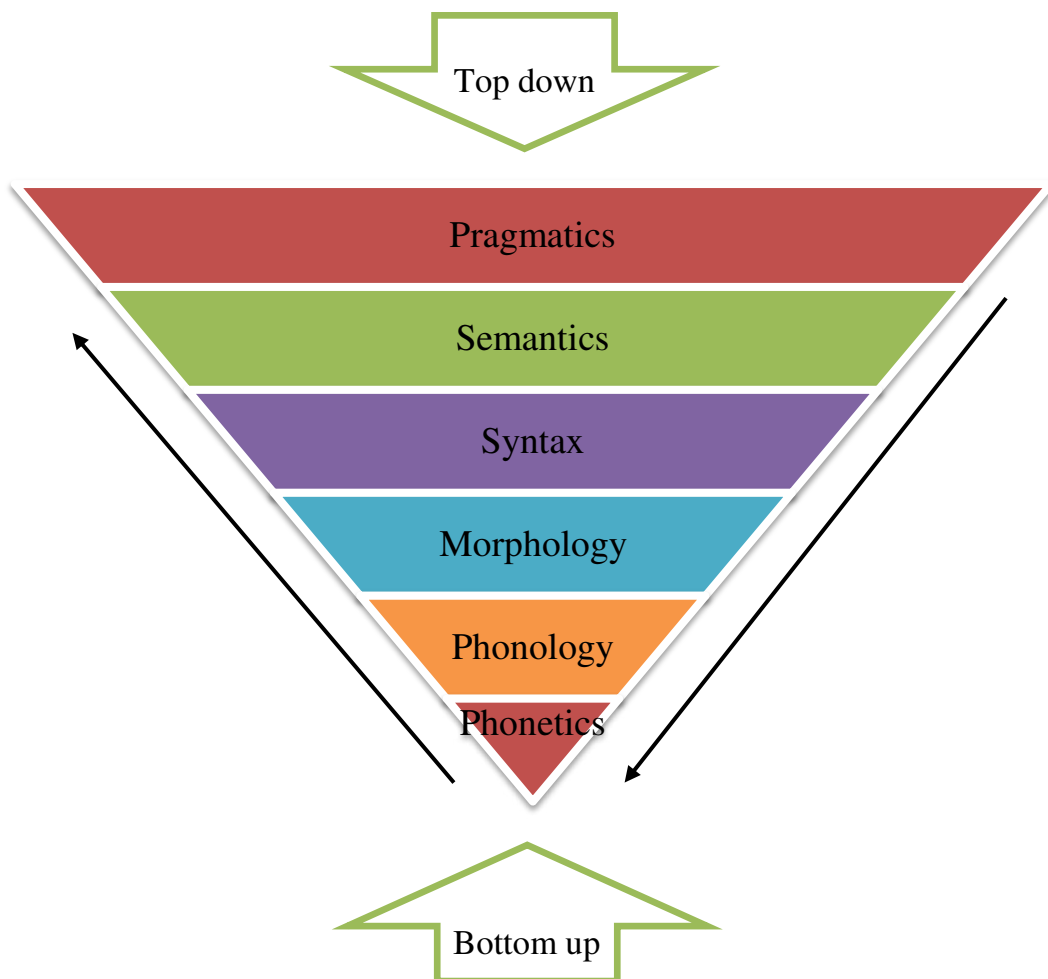 Top down
Pragmatics
Semantics
Syntax
Morphology
Phonology
Phonetics
Bottom up